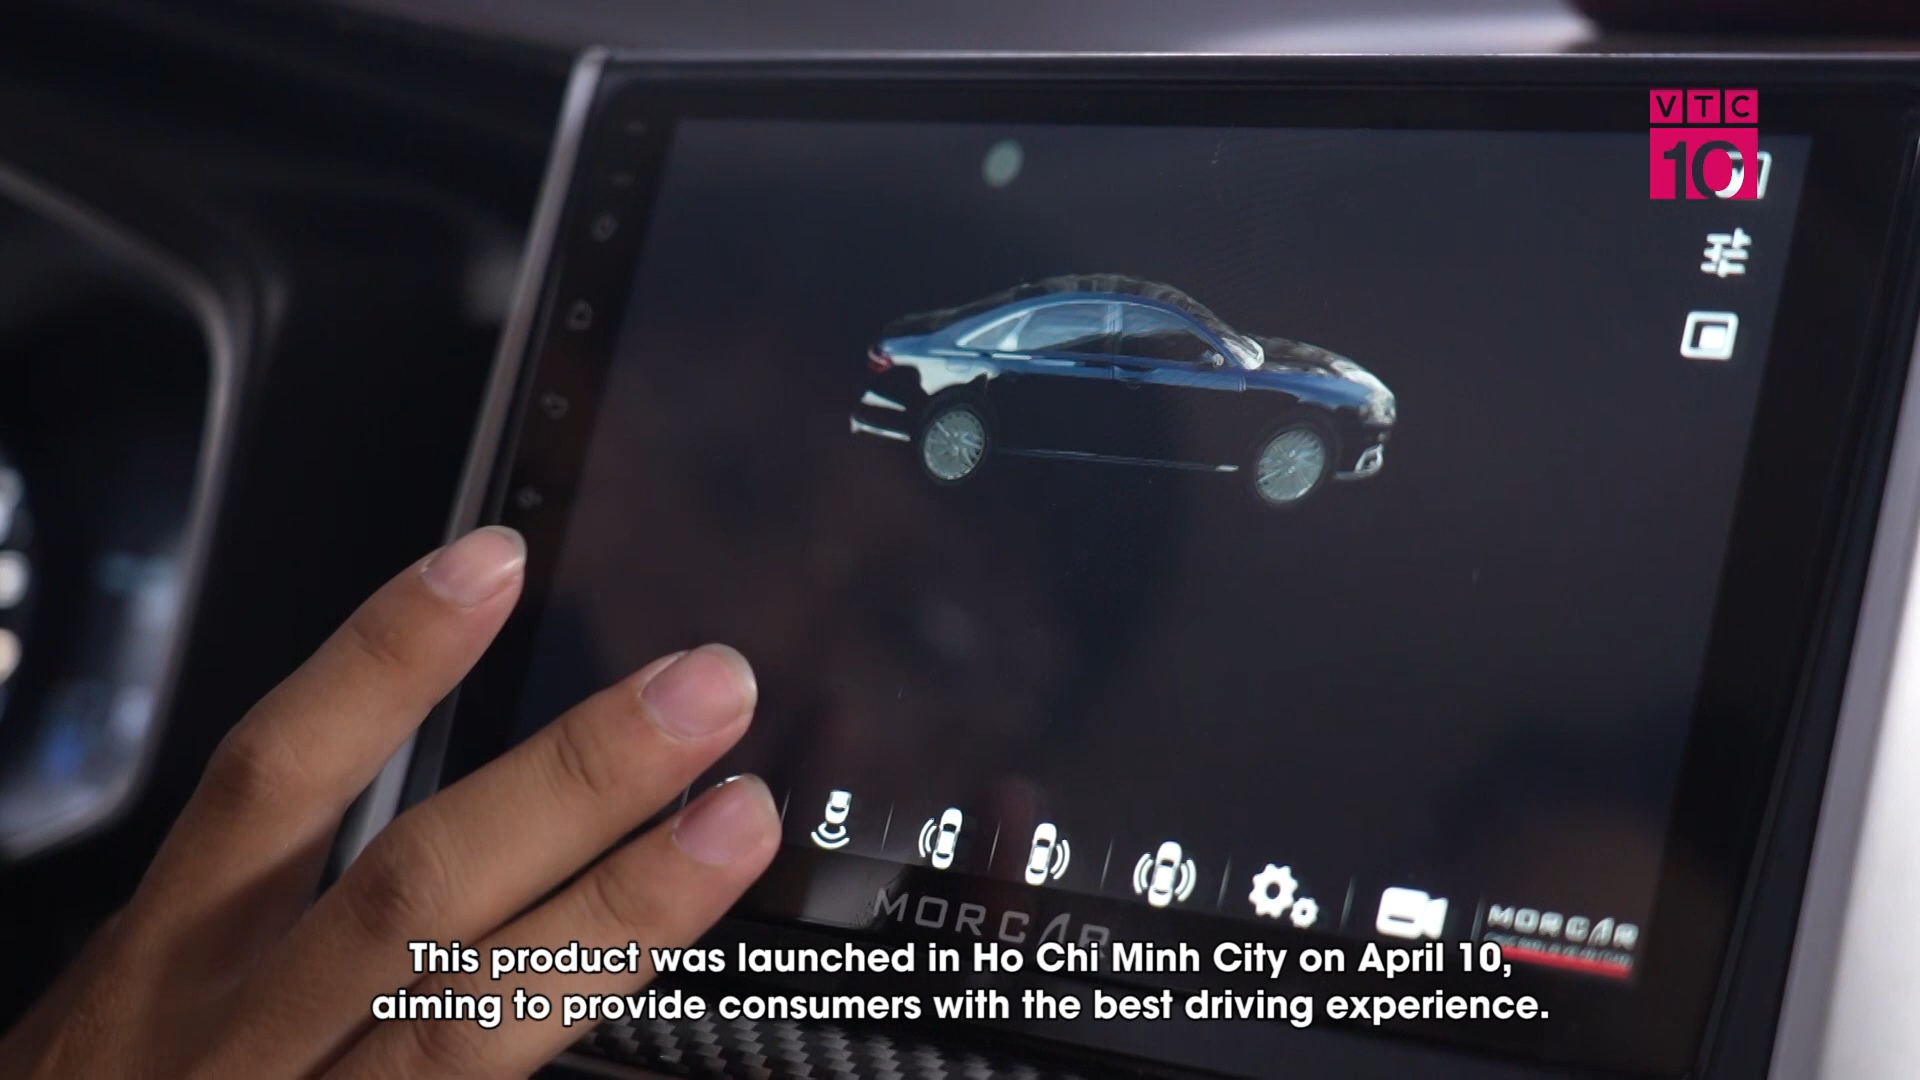 VTC
10
MORCAR
MORCAR
This product was launched in Ho Chi Minh City on April 10,
aiming to provide consumers with the best driving experience.